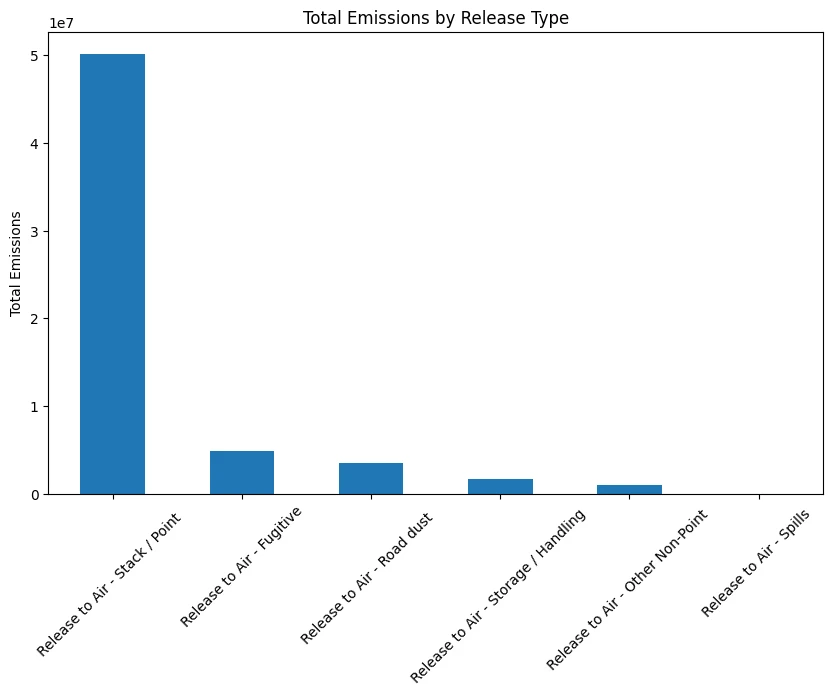 Total Emissions by Release Type
1e7
5
4
3
2
1
0
Total Emissions
Release to Air - Stack / Point
Release to Air - Fugitive
Release to Air - Road dust
Release to Air - Storage / Handling
Release to Air - Other Non-Point
Release to Air - Spills